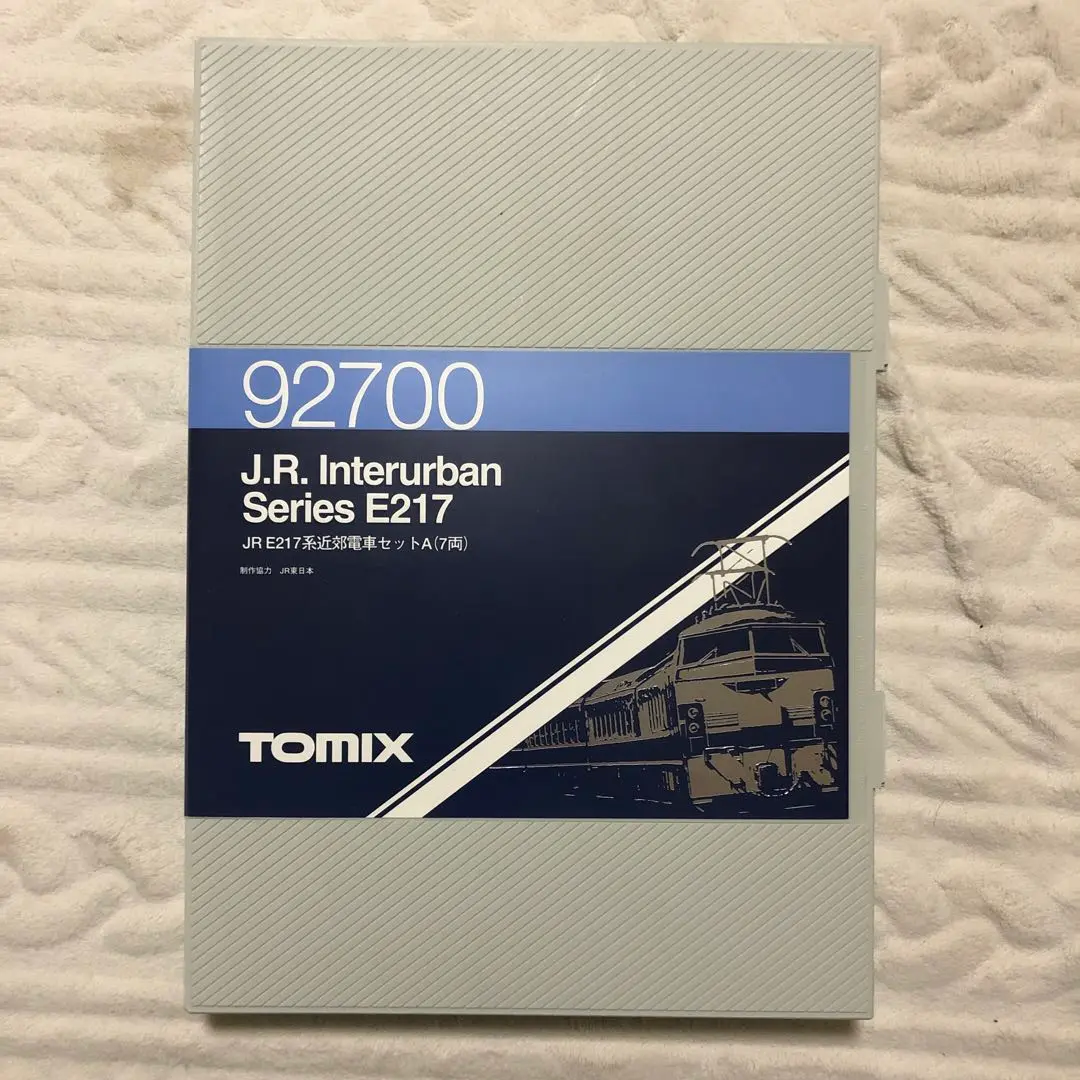 92700
J.R. Interurban
Series E217
JR E217系近郊電車セットA(7両)
制作協力 JR東日本
TOMIX